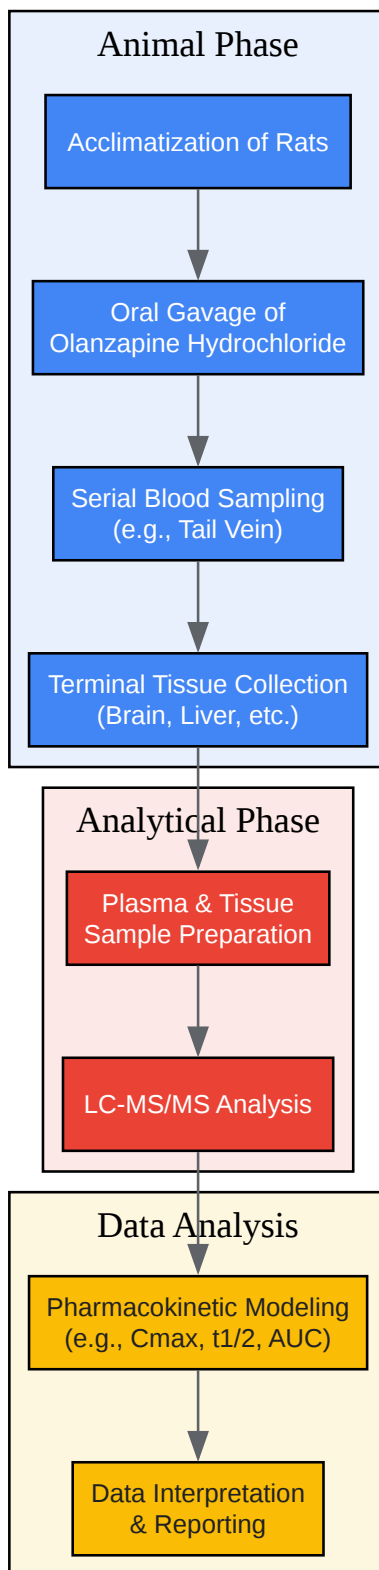 Animal Phase
Acclimatization of Rats
Oral Gavage of
Olanzapine Hydrochloride
Serial Blood Sampling
(e.g., Tail Vein)
Terminal Tissue Collection
(Brain, Liver, etc.)
Analytical Phase
Plasma & Tissue
Sample Preparation
LC-MS/MS Analysis
Data Analysis
Pharmacokinetic Modeling
(e.g., Cmax, t1/2, AUC)
Data Interpretation
& Reporting